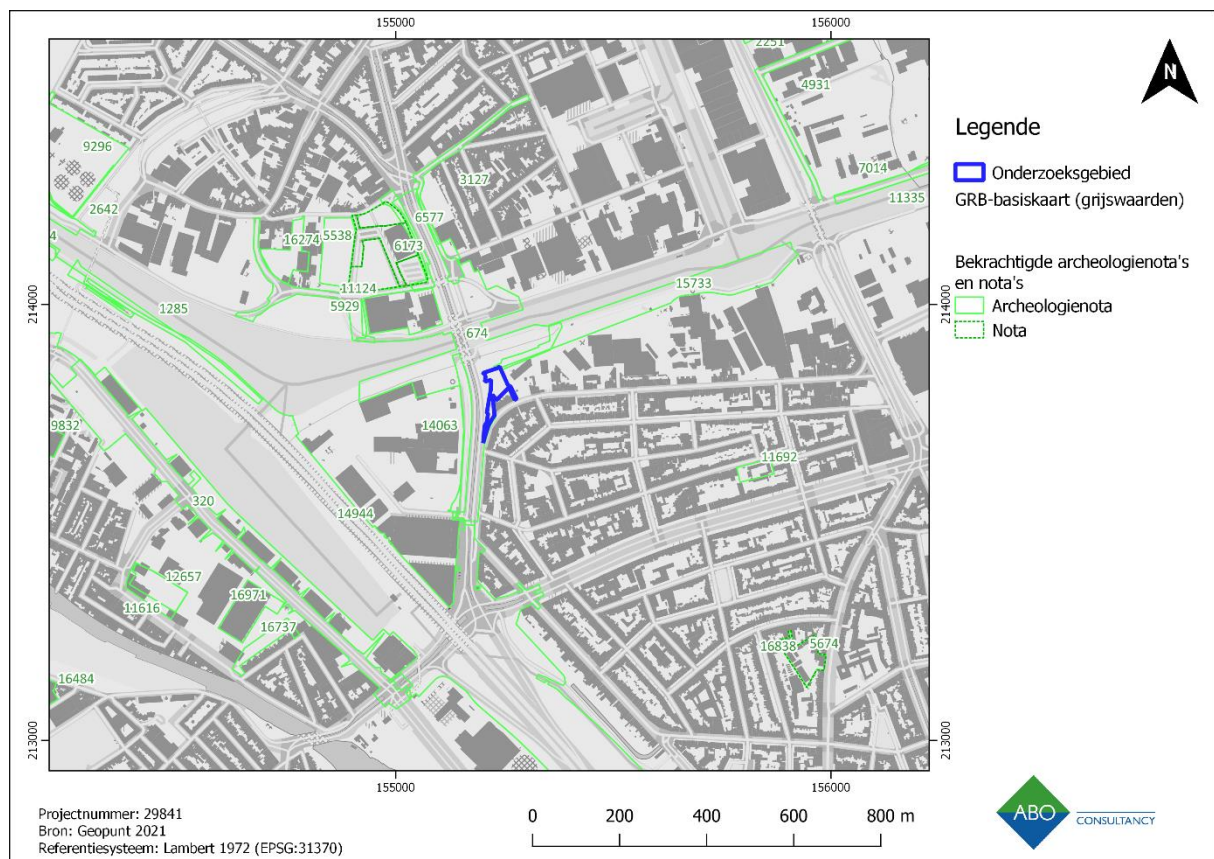 155000
156000
2251
4931
9296
7014
3127
11335
2642
6577
16274
5538
4
6173
11124
15733
1285
5929
214000
214000
674
14063
9832
11692
320
14944
12657
16971
11616
16737
16838
5674
16484
213000
213000
155000
156000
N
Legende
Onderzoeksgebied
GRB-basiskaart (grijswaarden)
Bekrachtigde archeologienota's
en nota's
Archeologienota
Nota
Projectnummer: 29841
Bron: Geopunt 2021
Referentiesysteem: Lambert 1972 (EPSG:31370)
0 200 400 600 800 m
ABO CONSULTANCY